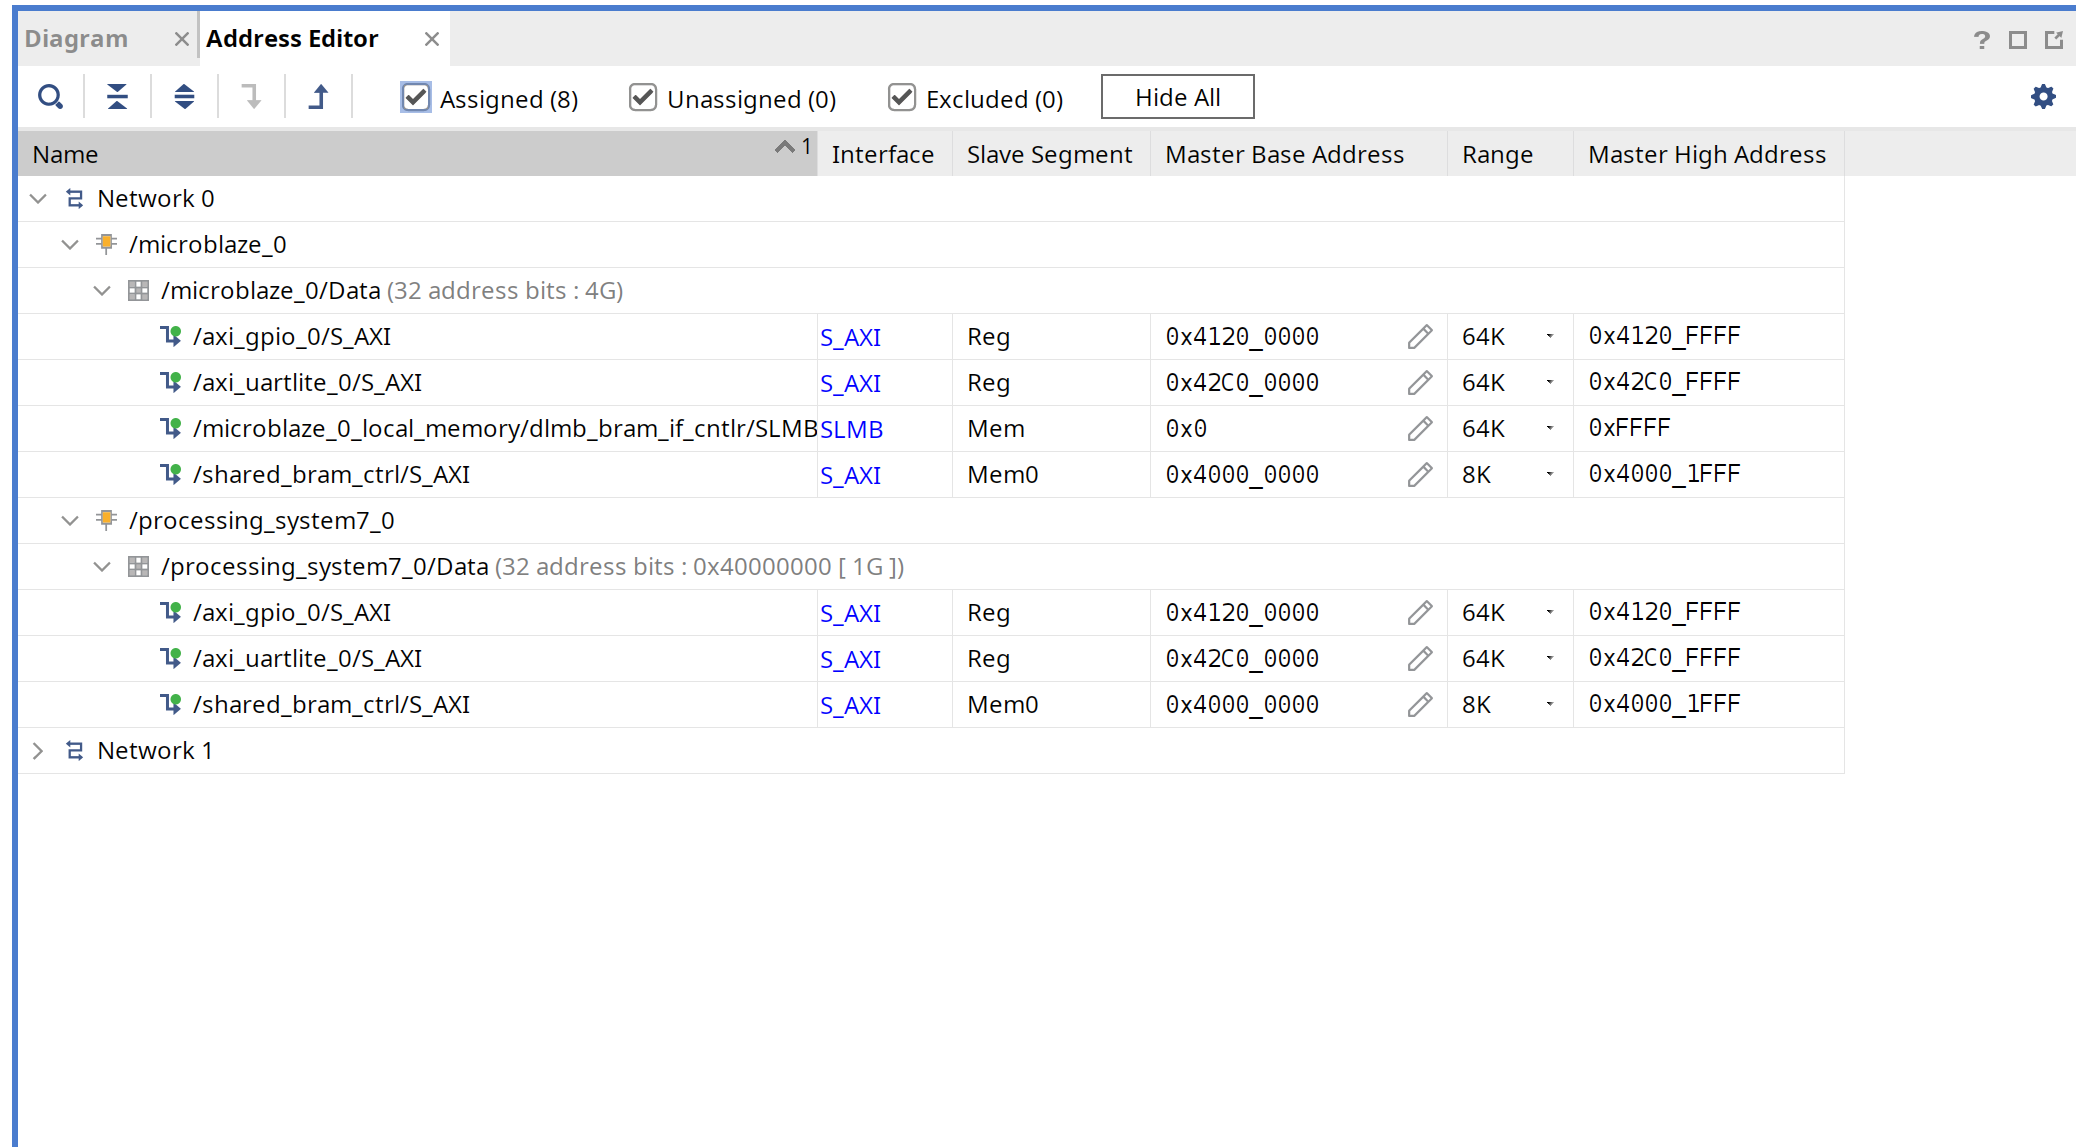 Diagram Address Editor
Assigned (8) Unassigned (0) Excluded (0) Hide All
Name 1 Interface Slave Segment Master Base Address Range Master High Address
Network 0
/microblaze_0
/microblaze_0/Data (32 address bits : 4G)
/axi_gpio_0/S_AXI S_AXI Reg 0x4120_0000 64K 0x4120_FFFF
/axi_uartlite_0/S_AXI S_AXI Reg 0x42C0_0000 64K 0x42C0_FFFF
/microblaze_0_local_memory/dlmb_bram_if_cntlr/SLMB SLMB Mem 0x0 64K 0xFFFF
/shared_bram_ctrl/S_AXI S_AXI Mem0 0x4000_0000 8K 0x4000_1FFF
/processing_system7_0
/processing_system7_0/Data (32 address bits : 0x40000000 [ 1G ])
/axi_gpio_0/S_AXI S_AXI Reg 0x4120_0000 64K 0x4120_FFFF
/axi_uartlite_0/S_AXI S_AXI Reg 0x42C0_0000 64K 0x42C0_FFFF
/shared_bram_ctrl/S_AXI S_AXI Mem0 0x4000_0000 8K 0x4000_1FFF
Network 1